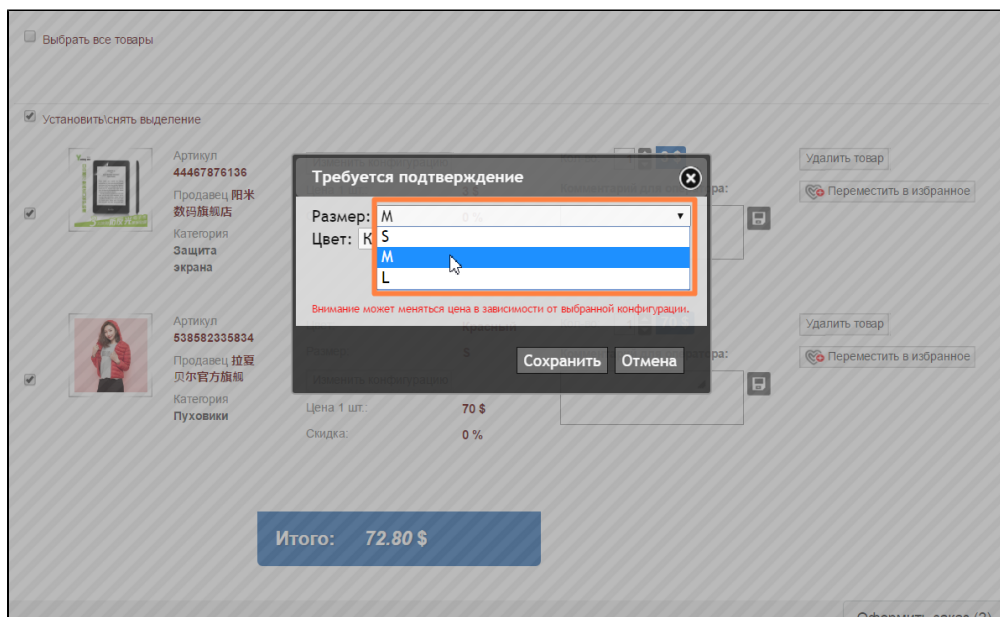 Выбрать все товары
Установить\снять выделение
Артикул
44467876136
Продавец 阳米
数码旗舰店
Категория
Защита
экрана
Удалить товар
Переместить в избранное
Требуется подтверждение
Размер: M
S
M
L
Цвет: К
Внимание может меняться цена в зависимости от выбранной конфигурации.
Сохранить
Отмена
Артикул
538582335834
Продавец 拉夏
贝尔官方旗舰
Категория
Пуховики
Красный
Размер:
S
Изменить конфигурацию
Цена 1 шт.:
70 $
Скидка:
0 %
Удалить товар
Переместить в избранное
Итого: 72.80 $
Оформить заказ (2)